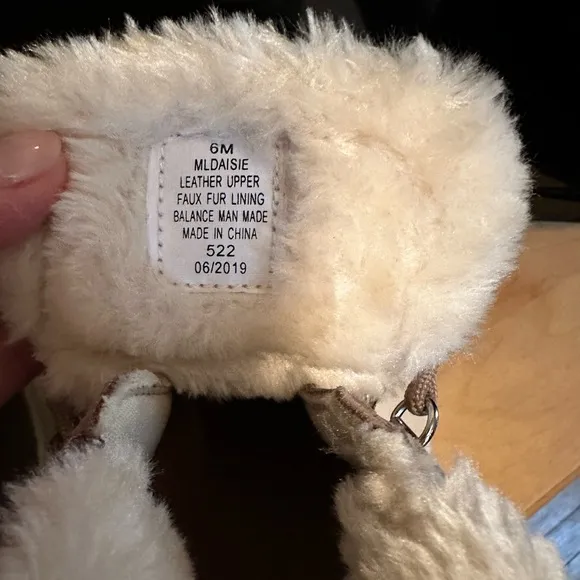 6M
MLDAISIE
LEATHER UPPER
FAUX FUR LINING
BALANCE MAN MADE
MADE IN CHINA
522
06/2019